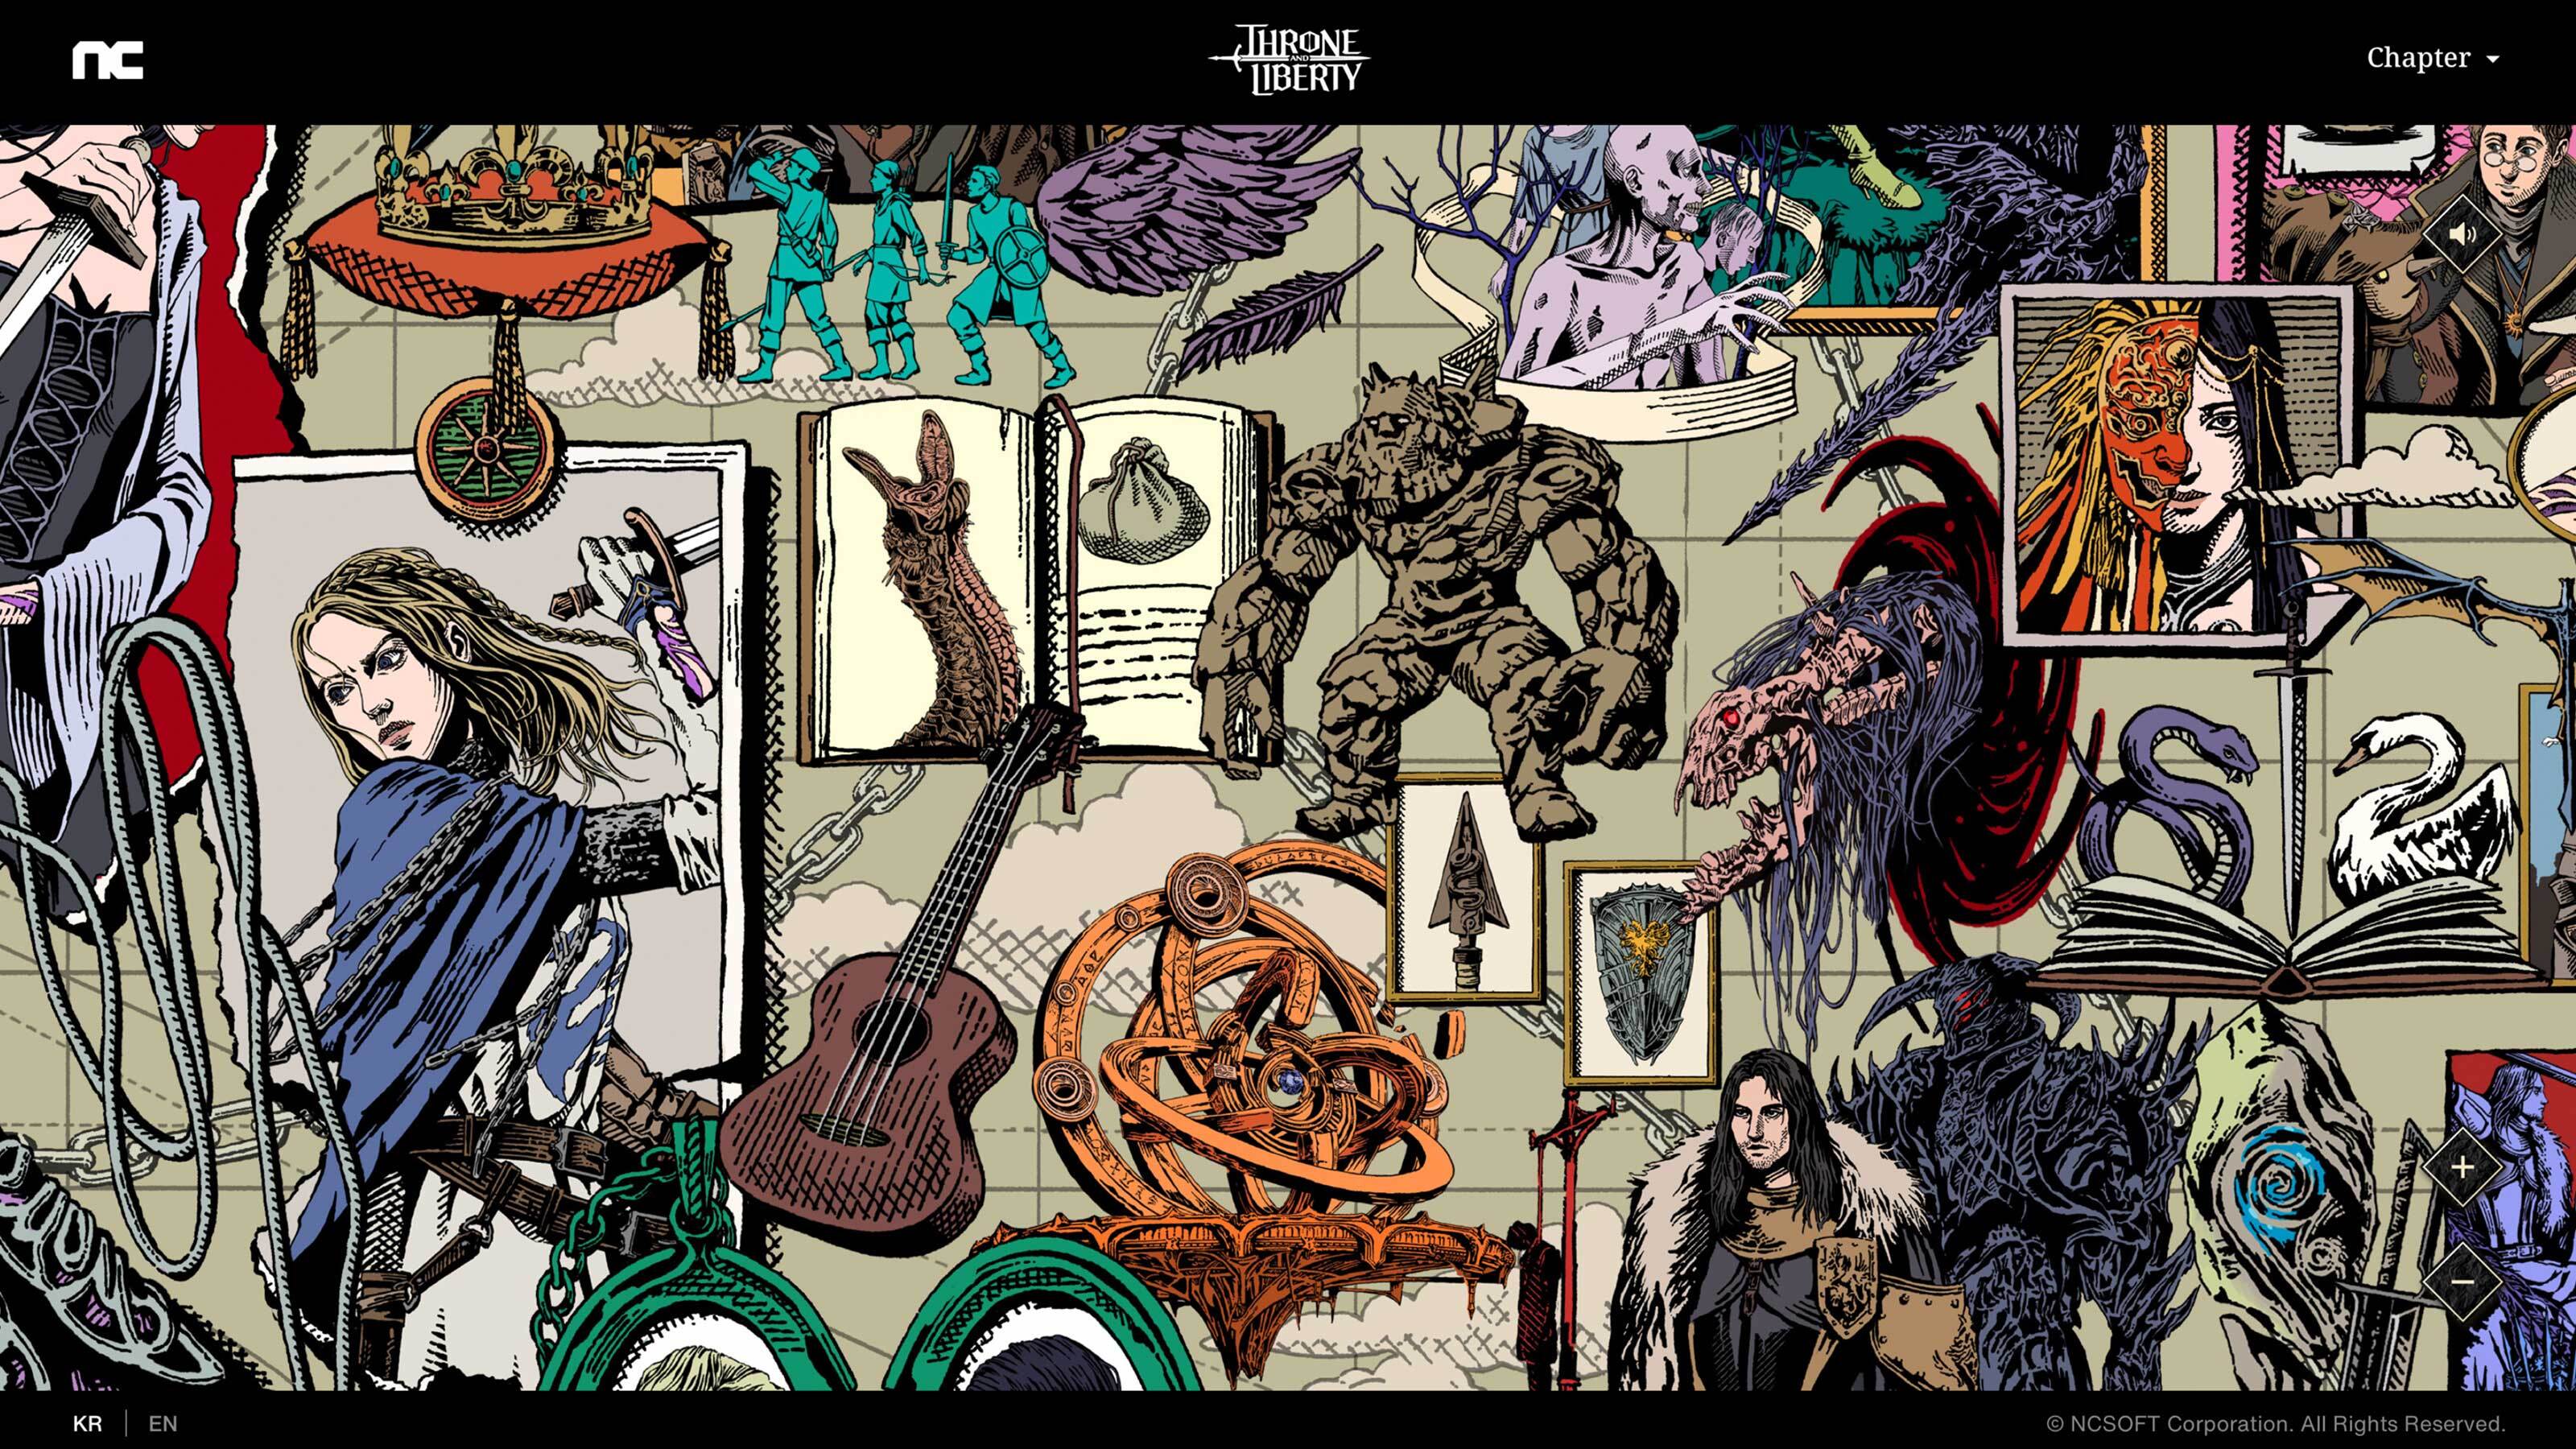 nc
THRONE
AND
LIBERTY
Chapter
KR
EN
© NCSOFT Corporation. All Rights Reserved.